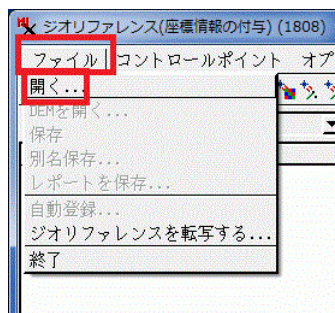 ジオリファレンス(座標情報の付与) (1808)
ファイル コントロールポイント オプ
開く...
DEMを開く...
保存
別名保存...
レポートを保存...
自動登録...
ジオリファレンスを転写する...
終了